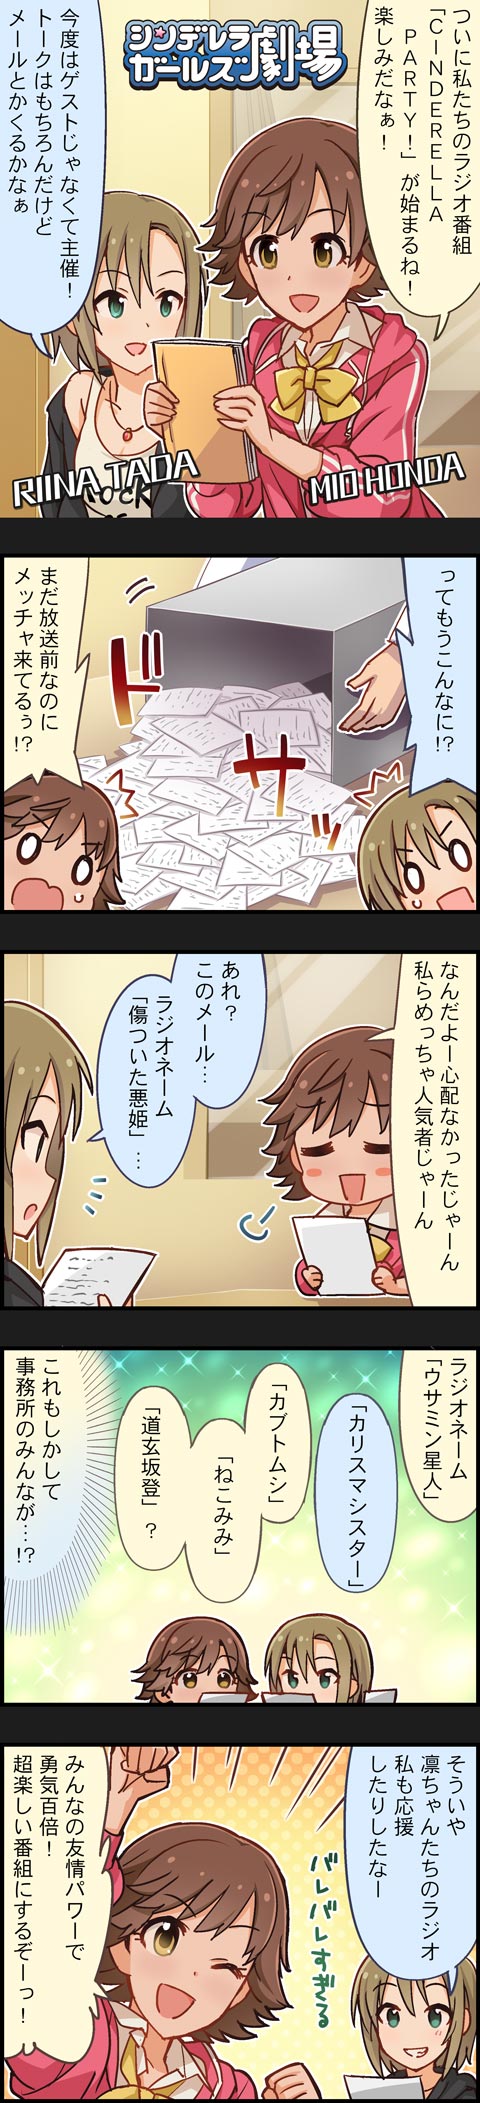 シンデレラ
ガールズ劇場
ついに私たちのラジオ番組
「CINDERELLA
PARTY!」が始まるね!
楽しみだなぁ!
今度はゲストじゃなくて主催!
トークはもちろんだけど
メールとかくるかなぁ
RIINA TADA
MIO HONDA
ROCK
ってもうこんなに!?
ドサッ
まだ放送前なのに
メッチャ来てるぅ!?
なんだよー心配なかったじゃーん
私らめっちゃ人気者じゃーん
あれ?
このメール…
ラジオネーム
「傷ついた悪姫」…
ラジオネーム
「ウサミン星人」
「カリスマシスター」
「カブトムシ」
「ねこみみ」
「道玄坂登」?
これもしかして
事務所のみんなが…!?
そういや
凛ちゃんたちのラジオ
私も応援
したりしたなー
バレバレすぎる
みんなの友情パワーで
勇気百倍!
超楽しい番組にするぞーっ!